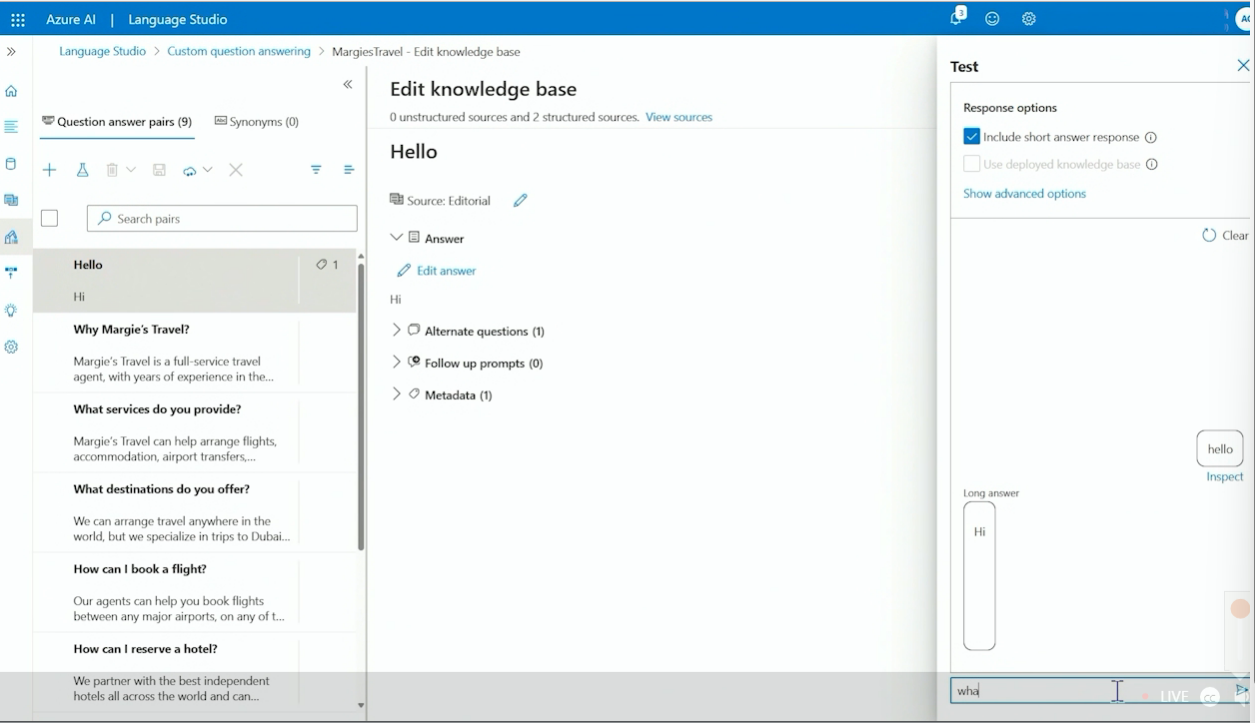 Azure AI | Language Studio
3
AC
Language Studio > Custom question answering > MargiesTravel - Edit knowledge base
Question answer pairs (9)
Synonyms (0)
Search pairs
Hello
1
Hi
Why Margie's Travel?
Margie's Travel is a full-service travel
agent, with years of experience in the...
What services do you provide?
Margie's Travel can help arrange flights,
accommodation, airport transfers,...
What destinations do you offer?
We can arrange travel anywhere in the
world, but we specialize in trips to Dubai...
How can I book a flight?
Our agents can help you book flights
between any major airports, on any of t...
How can I reserve a hotel?
We partner with the best independent
hotels all across the world and can...
Edit knowledge base
0 unstructured sources and 2 structured sources. View sources
Hello
Source: Editorial
Answer
Edit answer
Hi
Alternate questions (1)
Follow up prompts (0)
Metadata (1)
Test
Response options
Include short answer response
Use deployed knowledge base
Show advanced options
Clear
hello
Inspect
Long answer
Hi
wha
LIVE
CC